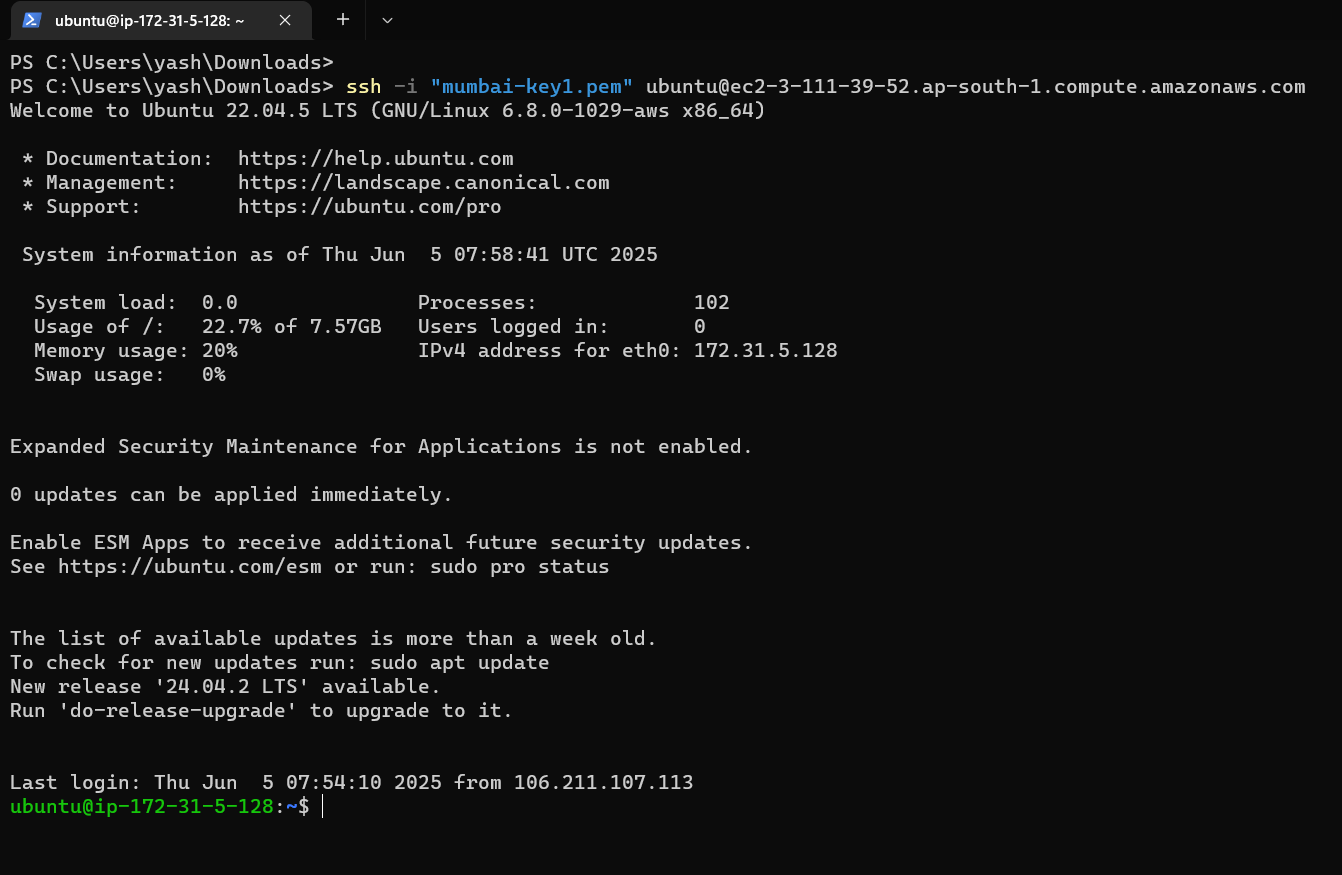 ubuntu@ip-172-31-5-128: ~
PS C:\Users\yash\Downloads>
PS C:\Users\yash\Downloads> ssh -i "mumbai-key1.pem" ubuntu@ec2-3-111-39-52.ap-south-1.compute.amazonaws.com
Welcome to Ubuntu 22.04.5 LTS (GNU/Linux 6.8.0-1029-aws x86_64)
* Documentation:  https://help.ubuntu.com
* Management:     https://landscape.canonical.com
* Support:        https://ubuntu.com/pro
System information as of Thu Jun  5 07:58:41 UTC 2025
System load:  0.0               Processes:             102
Usage of /:   22.7% of 7.57GB   Users logged in:       0
Memory usage: 20%               IPv4 address for eth0: 172.31.5.128
Swap usage:   0%
Expanded Security Maintenance for Applications is not enabled.
0 updates can be applied immediately.
Enable ESM Apps to receive additional future security updates.
See https://ubuntu.com/esm or run: sudo pro status
The list of available updates is more than a week old.
To check for new updates run: sudo apt update
New release '24.04.2 LTS' available.
Run 'do-release-upgrade' to upgrade to it.
Last login: Thu Jun  5 07:54:10 2025 from 106.211.107.113
ubuntu@ip-172-31-5-128:~$